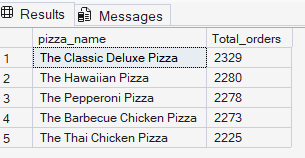 Results Messages
pizza_name Total_orders
1 The Classic Deluxe Pizza 2329
2 The Hawaiian Pizza 2280
3 The Pepperoni Pizza 2278
4 The Barbecue Chicken Pizza 2273
5 The Thai Chicken Pizza 2225